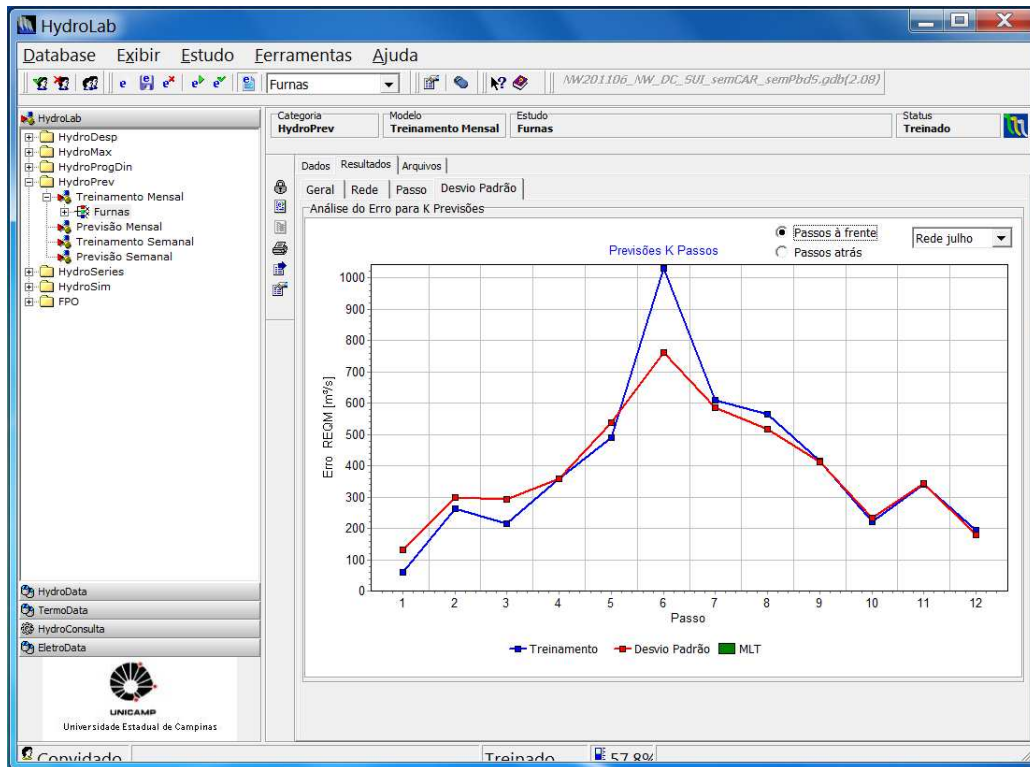 HydroLab
Database Exibir Estudo Ferramentas Ajuda
Furnas NW201106_NW_DC_SUI_semCAR_semPbdS.gdb(2.08)
HydroLab
HydroDesp
HydroMax
HydroProgDin
HydroPrev
Treinamento Mensal
Furnas
Previsão Mensal
Treinamento Semanal
Previsão Semanal
HydroSeries
HydroSim
FPO
HydroData
TermoData
HydroConsulta
EletroData
UNICAMP
Universidade Estadual de Campinas
Categoria Modelo Estudo Status
HydroPrev Treinamento Mensal Furnas Treinado
Dados Resultados Arquivos
Geral Rede Passo Desvio Padrão
Análise do Erro para K Previsões
Passos à frente
Passos atrás
Rede julho
Previsões K Passos
1000
900
800
700
600
500
400
300
200
100
0
Erro REQM [m³/s]
1 2 3 4 5 6 7 8 9 10 11 12
Passo
Treinamento Desvio Padrão MLT
Convidado Treinado 57.8%